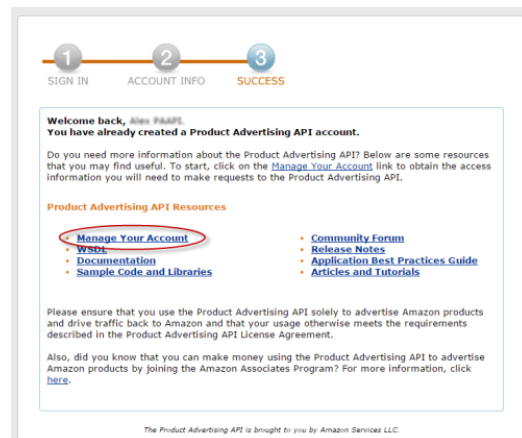 1 2 3
SIGN IN ACCOUNT INFO SUCCESS
Welcome back,
You have already created a Product Advertising API account.
Do you need more information about the Product Advertising API? Below are some resources
that you may find useful. To start, click on the Manage Your Account link to obtain the access
information you will need to make requests to the Product Advertising API.
Product Advertising API Resources
• Manage Your Account
• WSDL
• Documentation
• Sample Code and Libraries
• Community Forum
• Release Notes
• Application Best Practices Guide
• Articles and Tutorials
Please ensure that you use the Product Advertising API solely to advertise Amazon products
and drive traffic back to Amazon and that your usage otherwise meets the requirements
described in the Product Advertising API License Agreement.
Also, did you know that you can make money using the Product Advertising API to advertise
Amazon products by joining the Amazon Associates Program? For more information, click
here.
The Product Advertising API is brought to you by Amazon Services LLC.